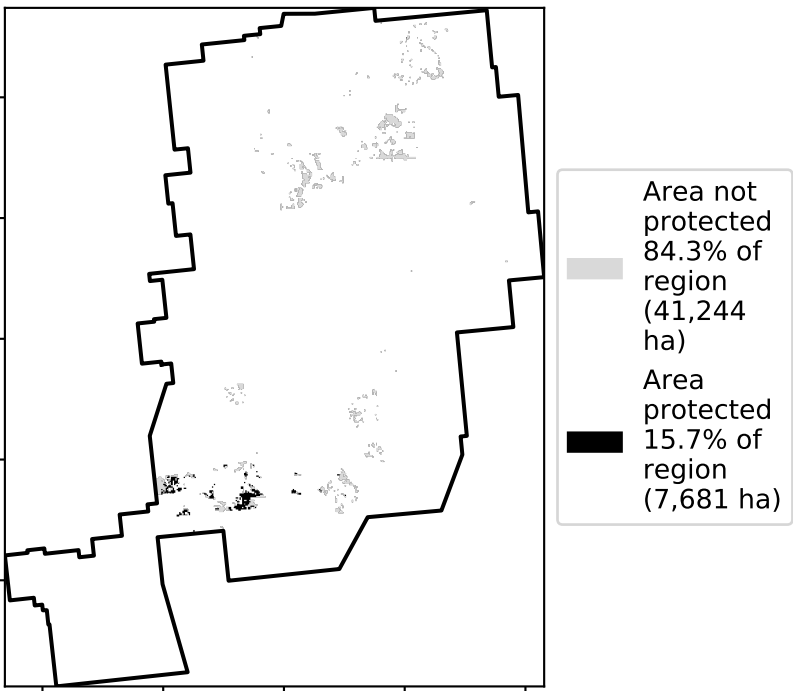 Area not
protected
84.3% of
region
(41,244
ha)
Area
protected
15.7% of
region
(7,681 ha)